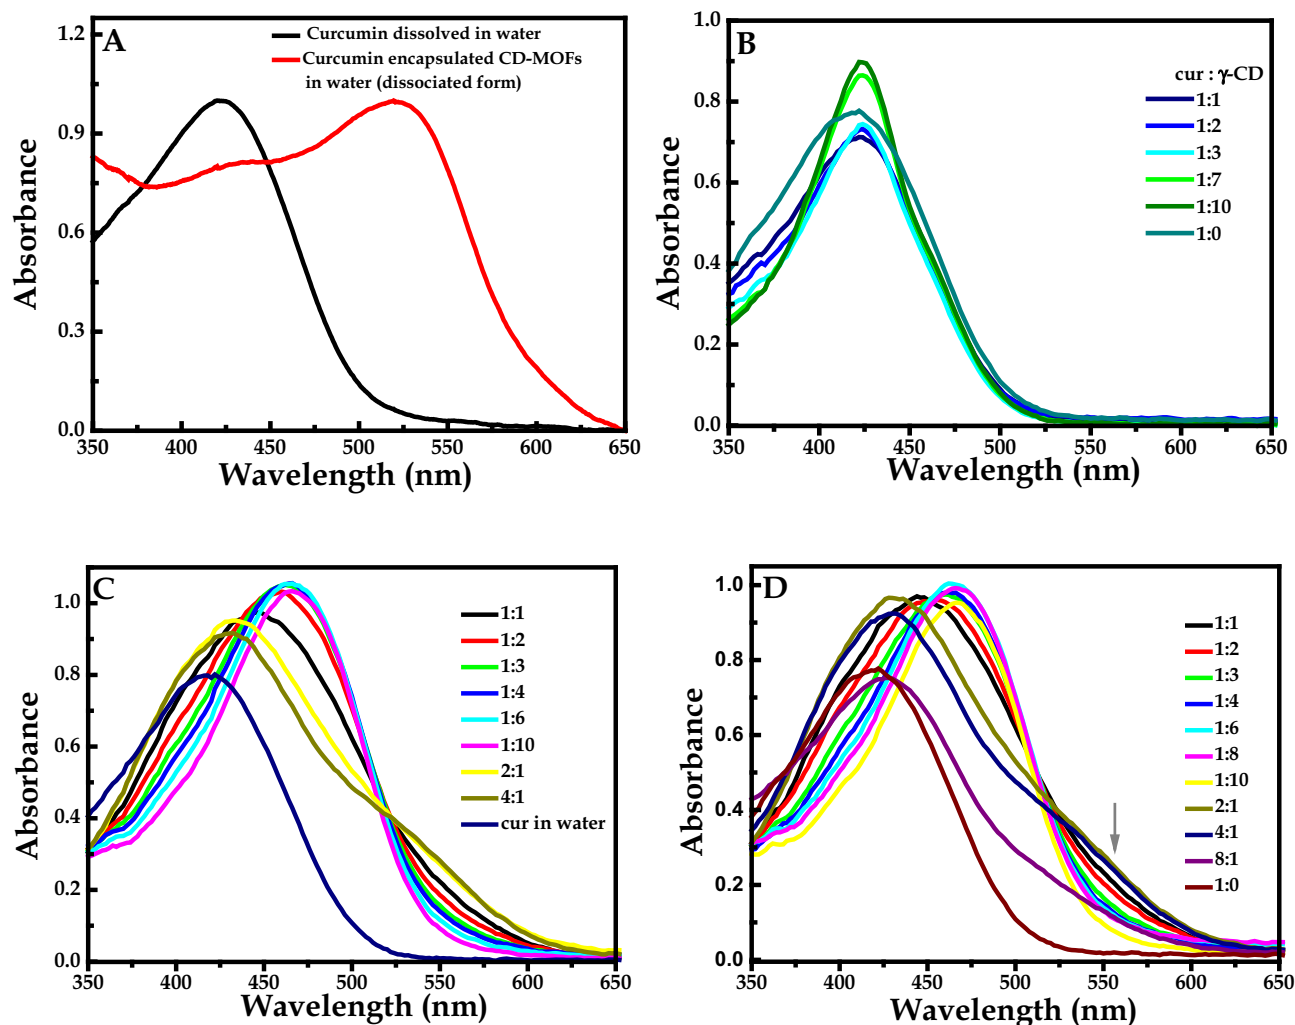 A
Curcumin dissolved in water
Curcumin encapsulated CD-MOFs
in water (dissociated form)
1.2
0.9
0.6
0.3
0.0
350 400 450 500 550 600 650
Absorbance
Wavelength (nm)
B
cur : γ-CD
1:1
1:2
1:3
1:7
1:10
1:0
1.0
0.8
0.6
0.4
0.2
0.0
350 400 450 500 550 600 650
Absorbance
Wavelength (nm)
C
1:1
1:2
1:3
1:4
1:6
1:10
2:1
4:1
cur in water
1.0
0.8
0.6
0.4
0.2
0.0
350 400 450 500 550 600 650
Absorbance
Wavelength (nm)
D
1:1
1:2
1:3
1:4
1:6
1:8
1:10
2:1
4:1
8:1
1:0
1.0
0.8
0.6
0.4
0.2
0.0
350 400 450 500 550 600 650
Absorbance
Wavelength (nm)